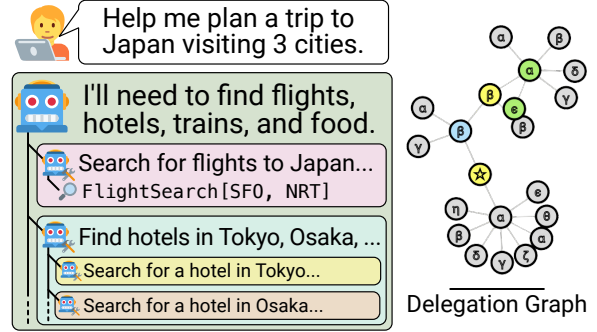 Help me plan a trip to
Japan visiting 3 cities.
I'll need to find flights,
hotels, trains, and food.
Search for flights to Japan...
FlightSearch[SFO, NRT]
Find hotels in Tokyo, Osaka, ...
Search for a hotel in Tokyo...
Search for a hotel in Osaka...
α
β
α
δ
β
ε
γ
α
β
β
γ
ε
η
α
θ
β
α
δ
γ
ζ
Delegation Graph